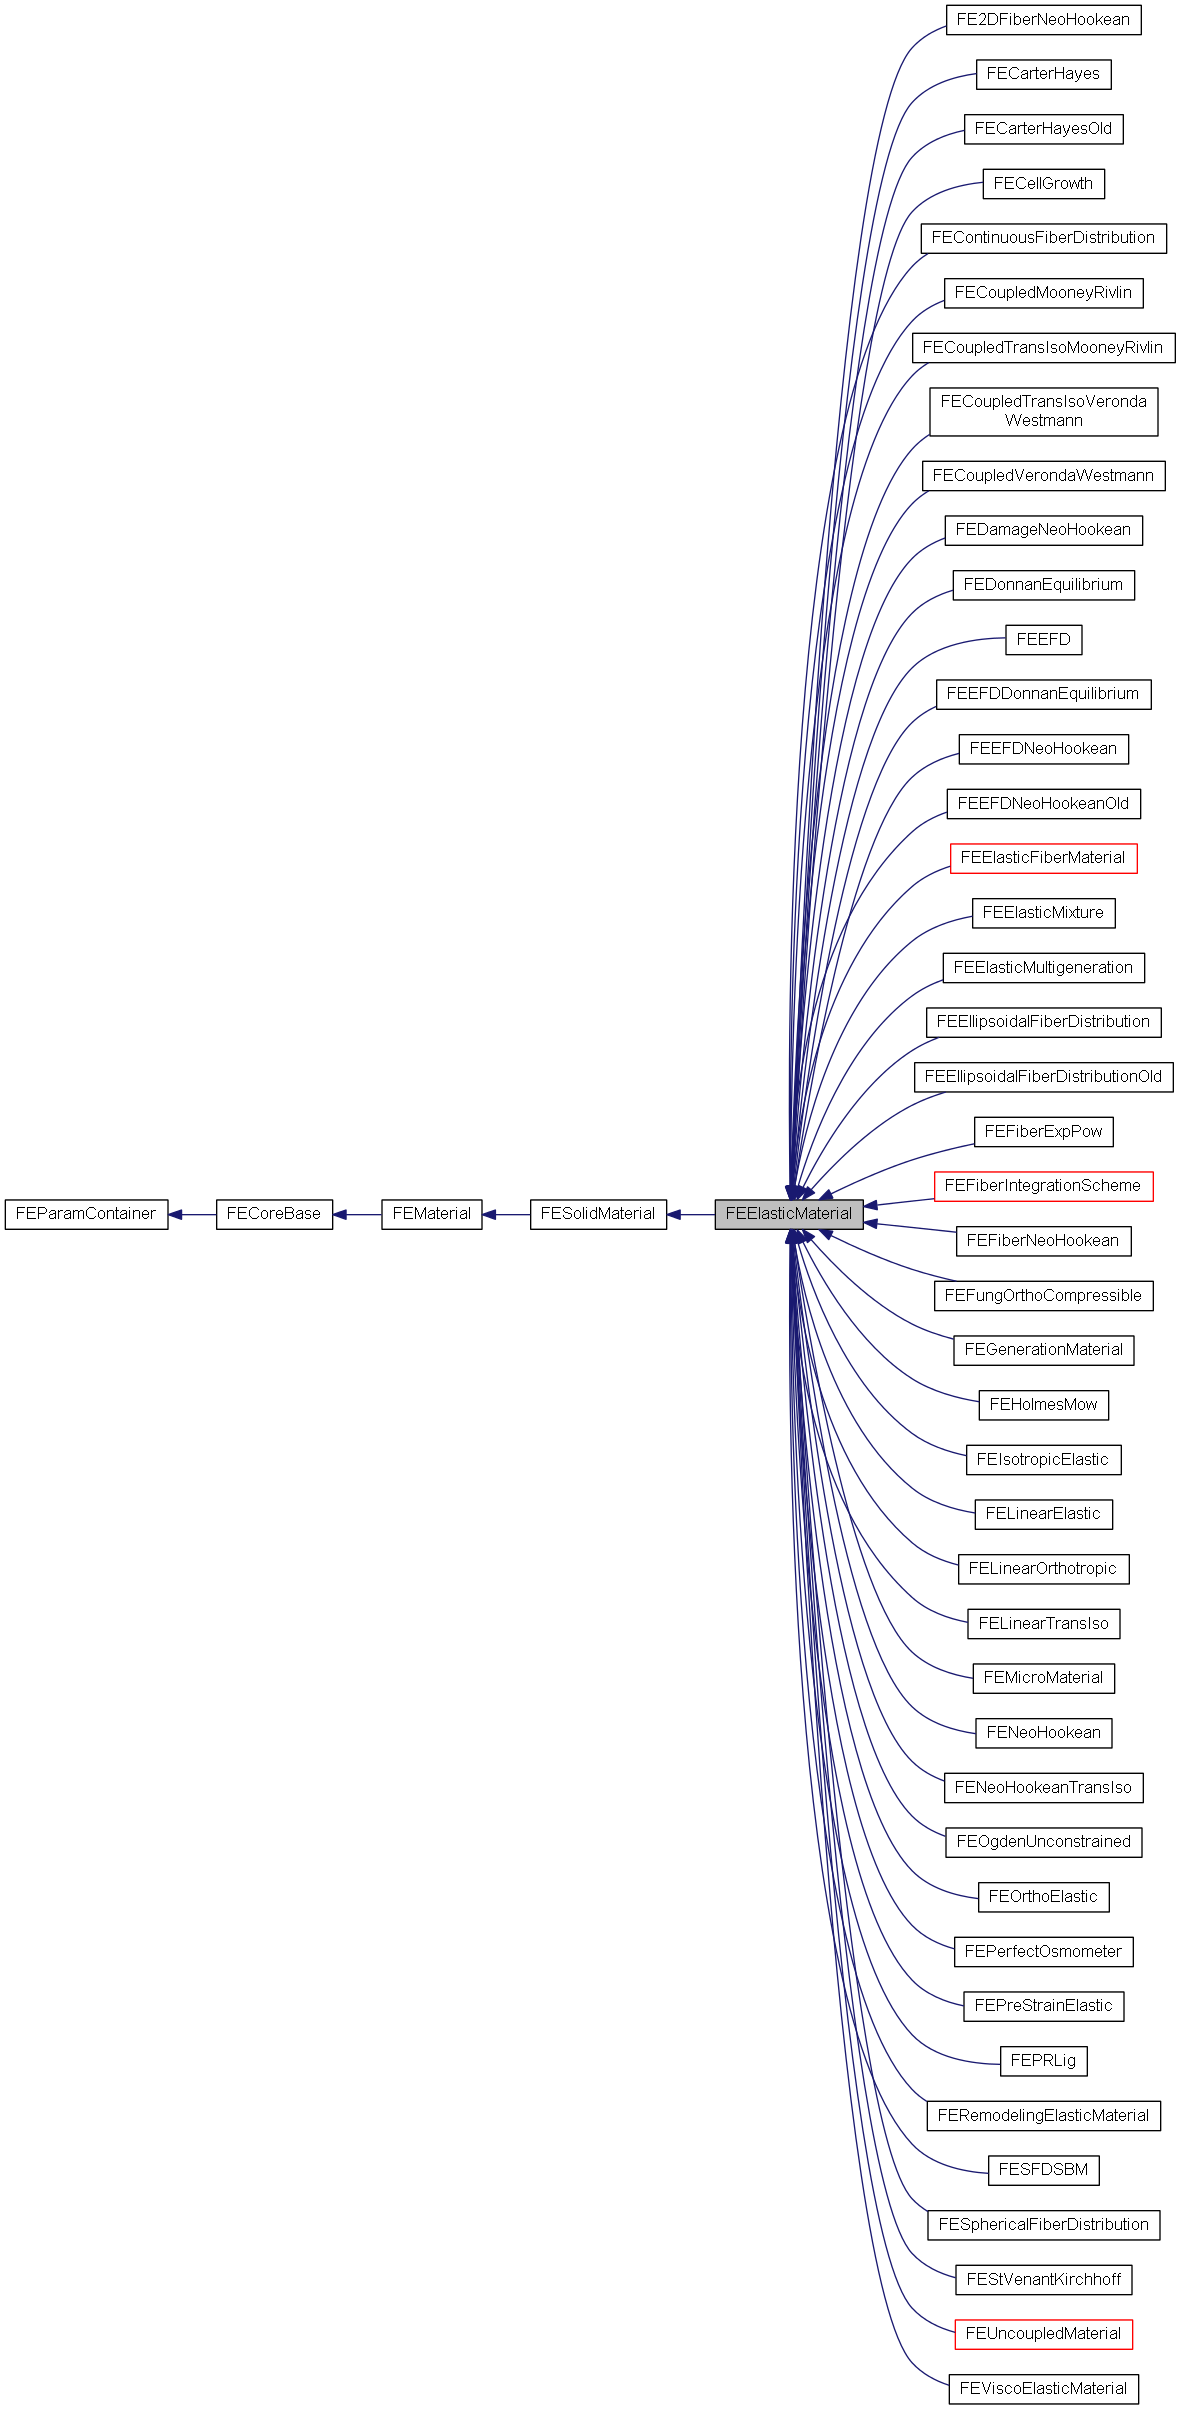 FE2DFiberNeoHookean
FECarterHayes
FECarterHayesOld
FECellGrowth
FEContinuousFiberDistribution
FECoupledMooneyRivlin
FECoupledTransIsoMooneyRivlin
FECoupledTransIsoVeronda
Westmann
FECoupledVerondaWestmann
FEDamageNeoHookean
FEDonnanEquilibrium
FEEFD
FEEFDDonnanEquilibrium
FEEFDNeoHookean
FEEFDNeoHookeanOld
FEElasticFiberMaterial
FEElasticMixture
FEElasticMultigeneration
FEEllipsoidalFiberDistribution
FEEllipsoidalFiberDistributionOld
FEFiberExpPow
FEFiberIntegrationScheme
FEParamContainer FECoreBase FEMaterial FESolidMaterial FEElasticMaterial
FEFiberNeoHookean
FEFungOrthoCompressible
FEGenerationMaterial
FEHolmesMow
FEIsotropicElastic
FELinearElastic
FELinearOrthotropic
FELinearTransIso
FEMicroMaterial
FENeoHookean
FENeoHookeanTransIso
FEOgdenUnconstrained
FEOrthoElastic
FEPerfectOsmometer
FEPreStrainElastic
FEPRLig
FERemodelingElasticMaterial
FESFDSBM
FESphericalFiberDistribution
FEStVenantKirchhoff
FEUncoupledMaterial
FEViscoElasticMaterial